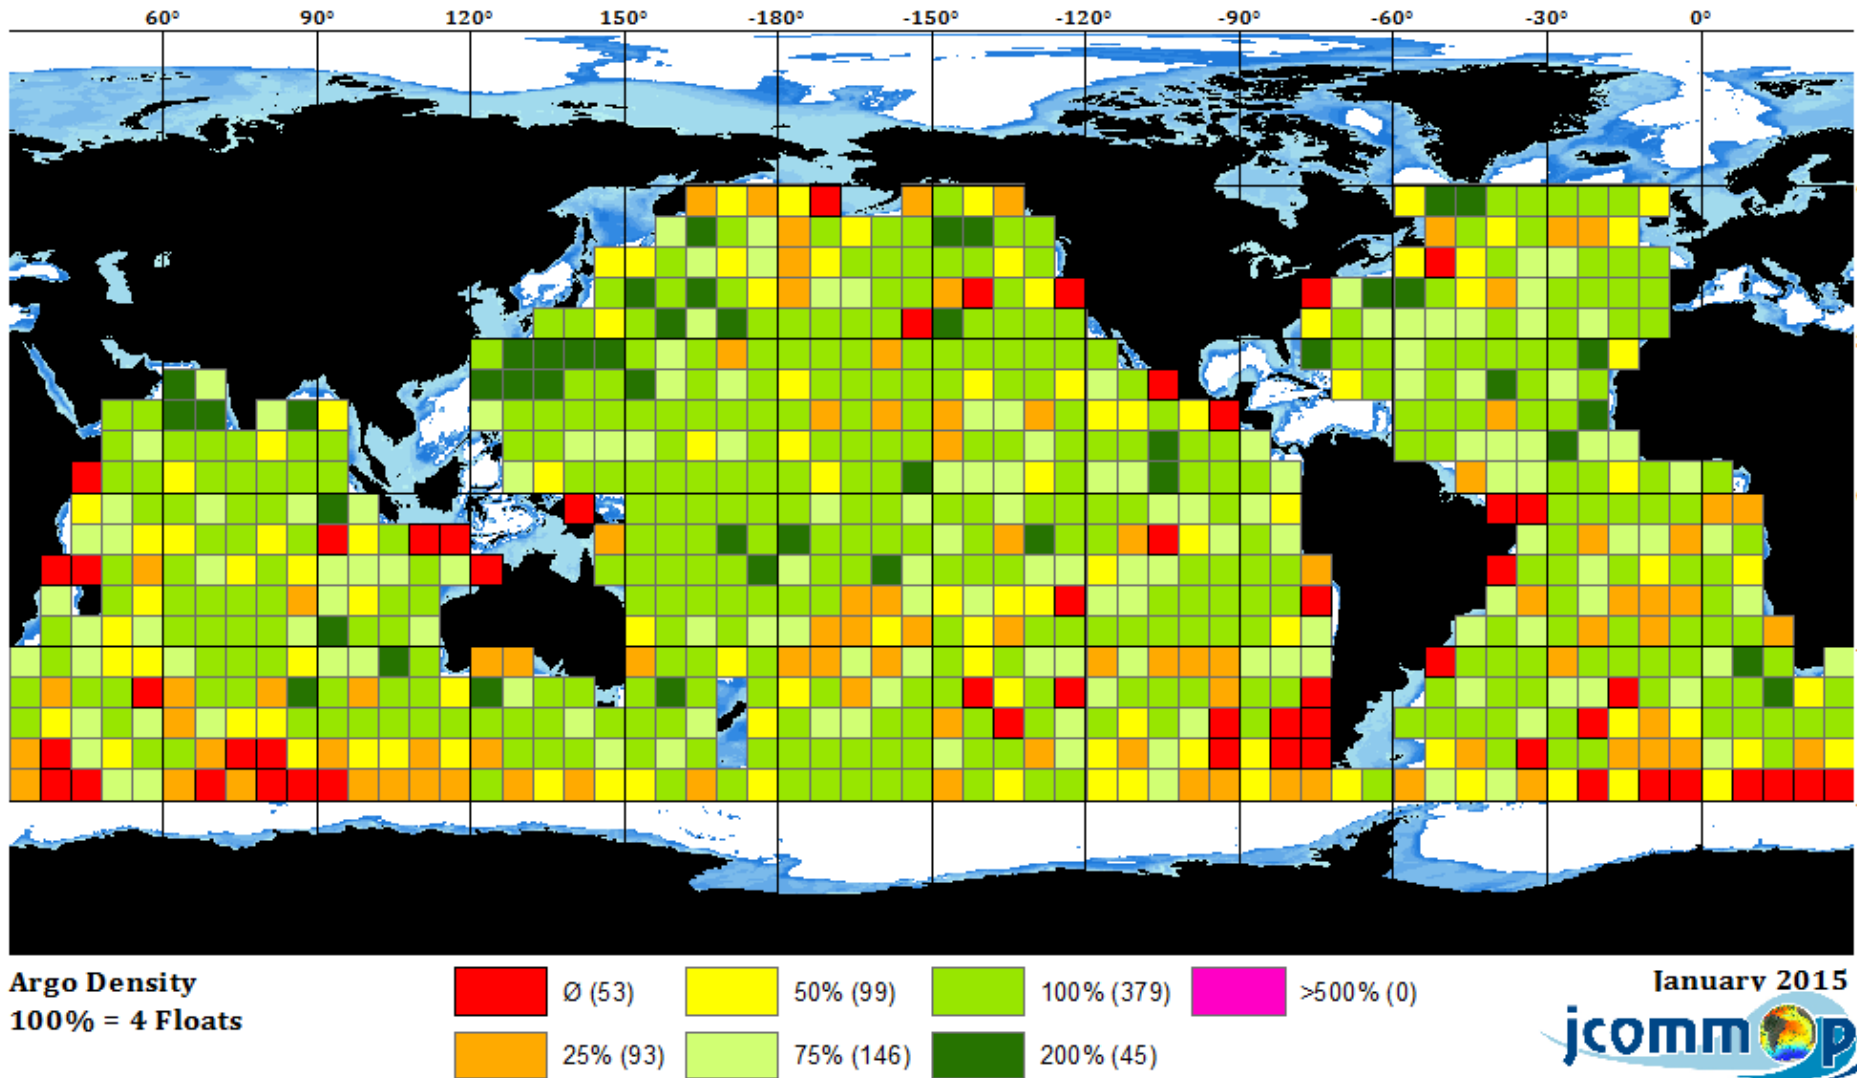 60° 90° 120° 150° -180° -150° -120° -90° -60° -30° 0°
Argo Density
100% = 4 Floats
Ø (53)
25% (93)
50% (99)
75% (146)
100% (379)
200% (45)
>500% (0)
January 2015
jcommop